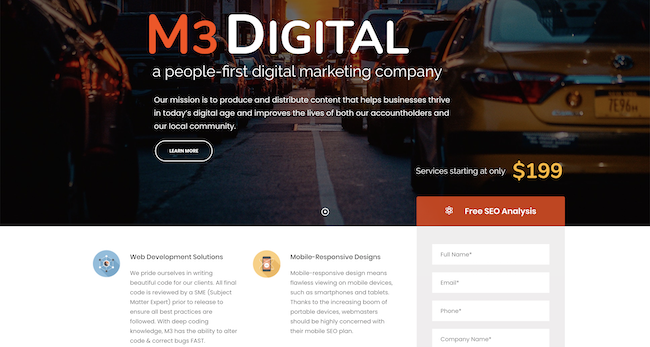 M3 DIGITAL
a people-first digital marketing company
Our mission is to produce and distribute content that helps businesses thrive
in today's digital age and improves the lives of both our accountholders and
our local community.
LEARN MORE
Services starting at only $199
Free SEO Analysis
Web Development Solutions
We pride ourselves in writing
beautiful code for our clients. All final
code is reviewed by a SME (Subject
Matter Expert) prior to release to
ensure all best practices are
followed. With deep coding
knowledge, M3 has the ability to alter
code & correct bugs FAST.
Mobile-Responsive Designs
Mobile-responsive design means
flawless viewing on mobile devices,
such as smartphones and tablets.
Thanks to the increasing boom of
portable devices, webmasters
should be highly concerned with
their mobile SEO plan.
Full Name*
Email*
Phone*
Company Name*